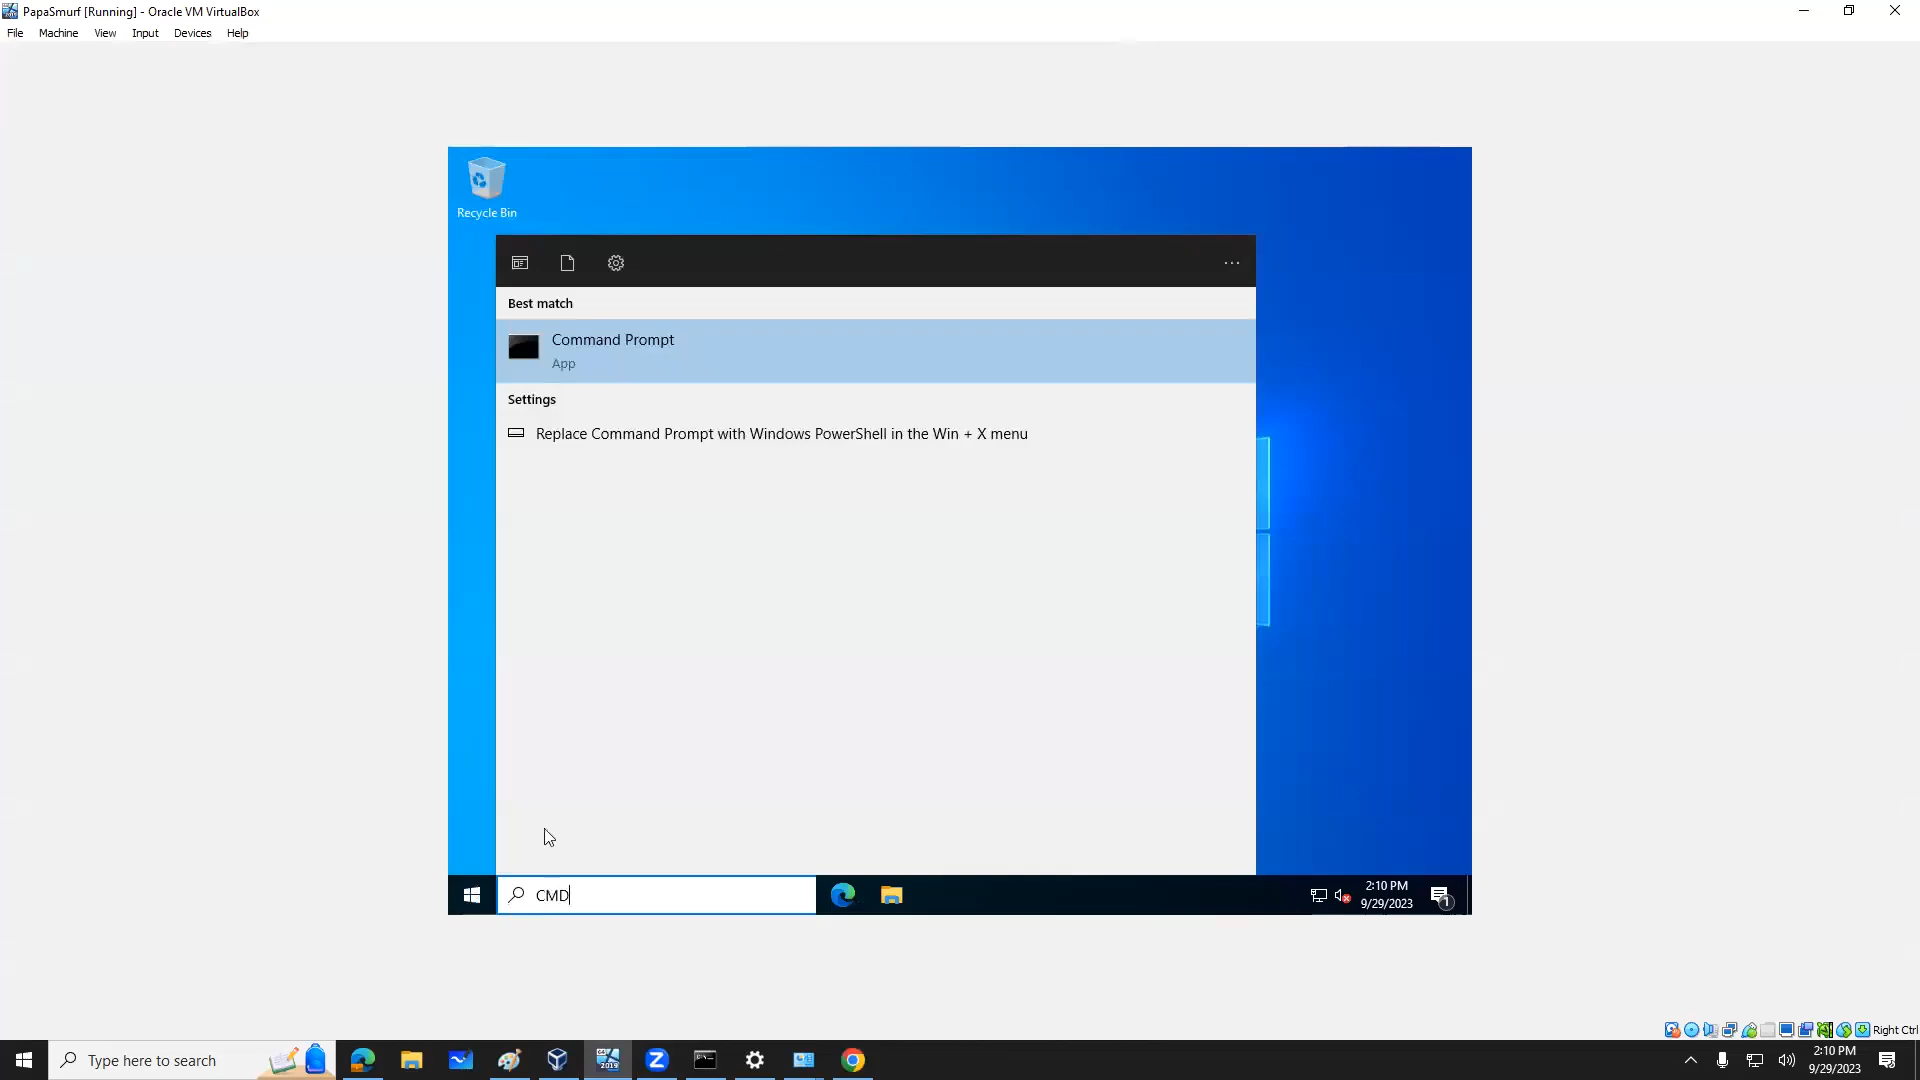 PapaSmurf [Running] - Oracle VM VirtualBox
File Machine View Input Devices Help
Recycle Bin
Best match
Command Prompt
App
Settings
Replace Command Prompt with Windows PowerShell in the Win + X menu
CMD
2:10 PM
9/29/2023
1
Right Ctrl
Type here to search
2019
Z
2:10 PM
9/29/2023